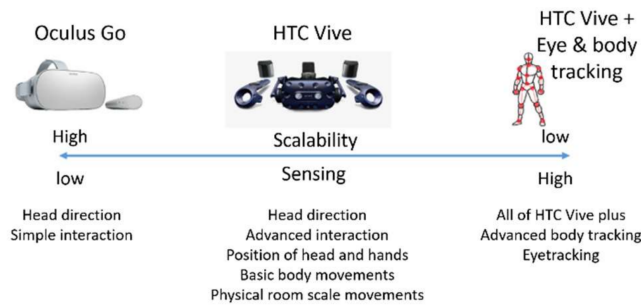 Oculus Go
HTC Vive
HTC Vive +
Eye & body
tracking
High
Scalability
low
low
Sensing
High
Head direction
Simple interaction
Head direction
Advanced interaction
Position of head and hands
Basic body movements
Physical room scale movements
All of HTC Vive plus
Advanced body tracking
Eyetracking